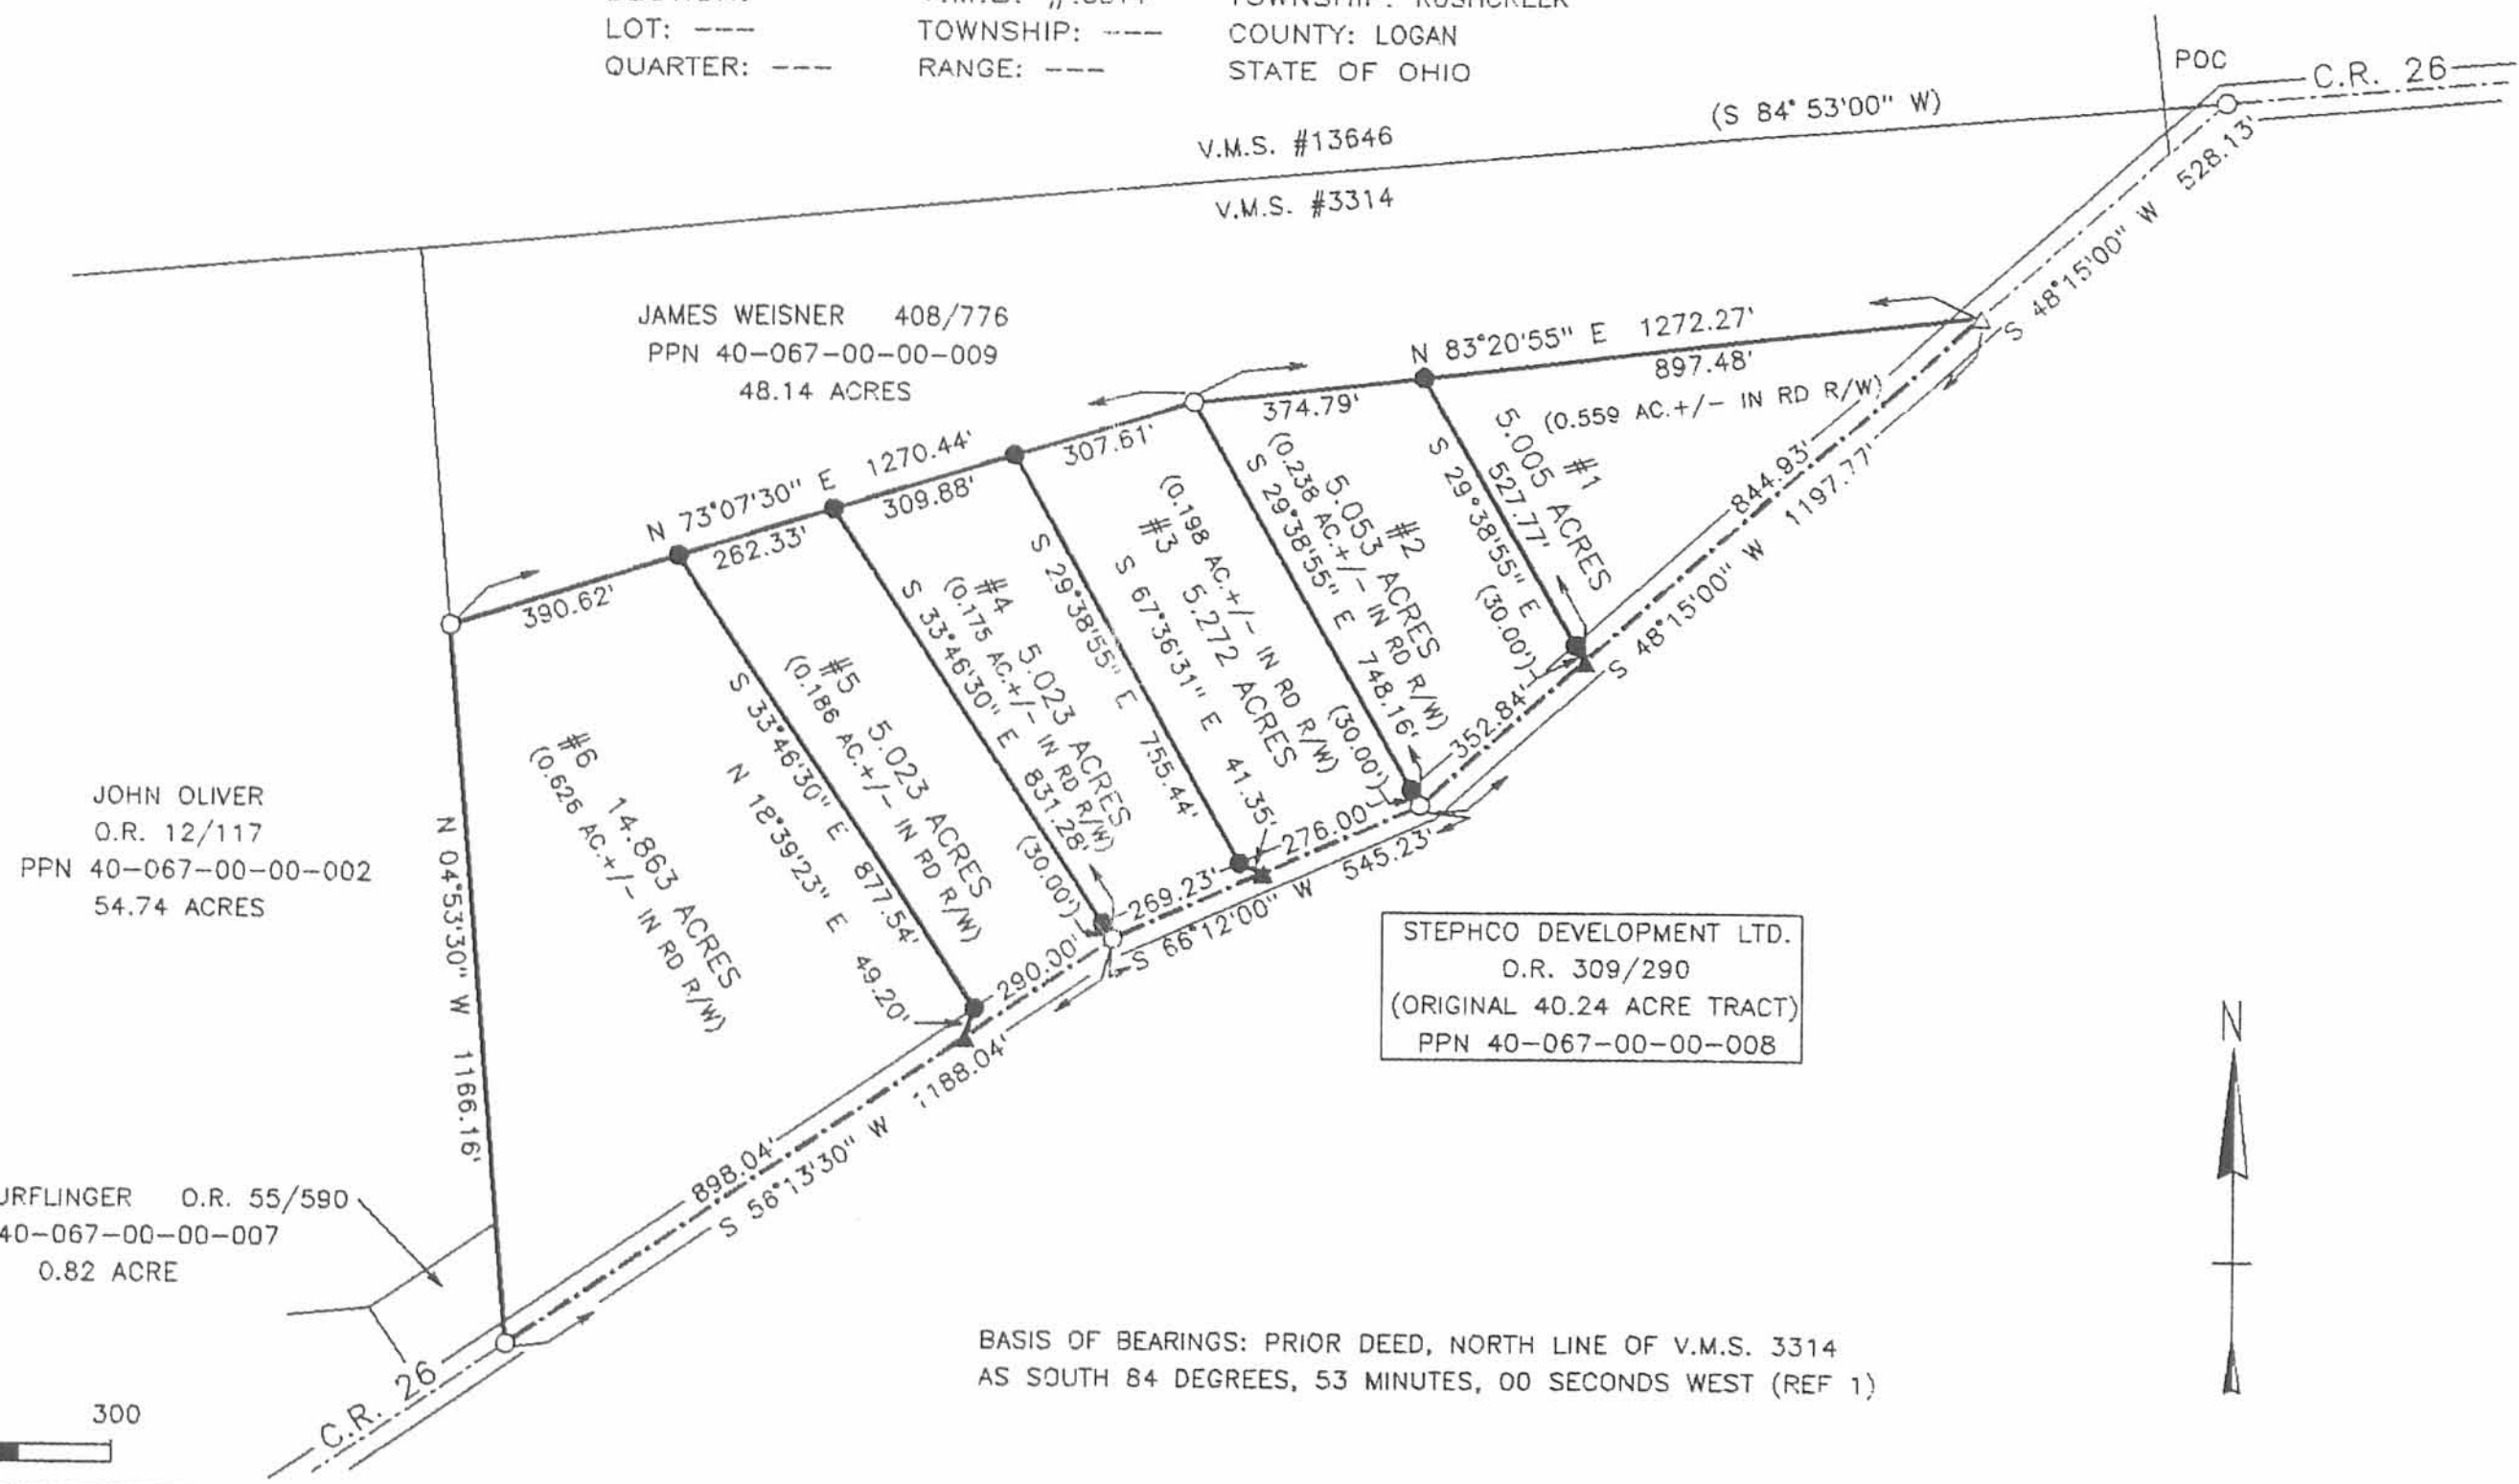 LOT: ---
TOWNSHIP: ---
COUNTY: LOGAN
QUARTER: ---
RANGE: ---
STATE OF OHIO
POC
C.R. 26
(S 84° 53'00" W)
V.M.S. #13646
V.M.S. #3314
528.13'
S 48°15'00" W
JAMES WEISNER 408/776
PPN 40-067-00-00-009
48.14 ACRES
N 83°20'55" E 1272.27'
897.48'
374.79'
(0.559 AC.+/- IN RD R/W)
#1
5.005 ACRES
527.77'
S 29°38'55" E
(30.00')
844.93'
1197.77'
S 48°15'00" W
N 73°07'30" E 1270.44'
307.61'
309.88'
262.33'
390.62'
#2
5.053 ACRES
(0.238 AC.+/- IN RD R/W)
S 29°38'55" E 748.16'
(30.00')
352.84'
(0.198 AC.+/- IN RD R/W)
#3 5.272 ACRES
S 67°36'31" E 41.35'
S 29°38'55" E 755.44'
276.00'
545.23'
#4 5.023 ACRES
(0.175 AC.+/- IN RD R/W)
S 33°46'30" E 831.28'
(30.00')
269.23'
S 66°12'00" W
#5 5.023 ACRES
(0.186 AC.+/- IN RD R/W)
S 33°46'30" E 877.54'
N 18°39'23" E 49.20'
290.00'
1188.04'
#6 14.863 ACRES
(0.626 AC.+/- IN RD R/W)
898.04'
S 56°13'30" W
N 04°53'30" W 1166.16'
JOHN OLIVER
O.R. 12/117
PPN 40-067-00-00-002
54.74 ACRES
STEPHCO DEVELOPMENT LTD.
O.R. 309/290
(ORIGINAL 40.24 ACRE TRACT)
PPN 40-067-00-00-008
N
URFLINGER O.R. 55/590
40-067-00-00-007
0.82 ACRE
C.R. 26
300
BASIS OF BEARINGS: PRIOR DEED, NORTH LINE OF V.M.S. 3314
AS SOUTH 84 DEGREES, 53 MINUTES, 00 SECONDS WEST (REF 1)